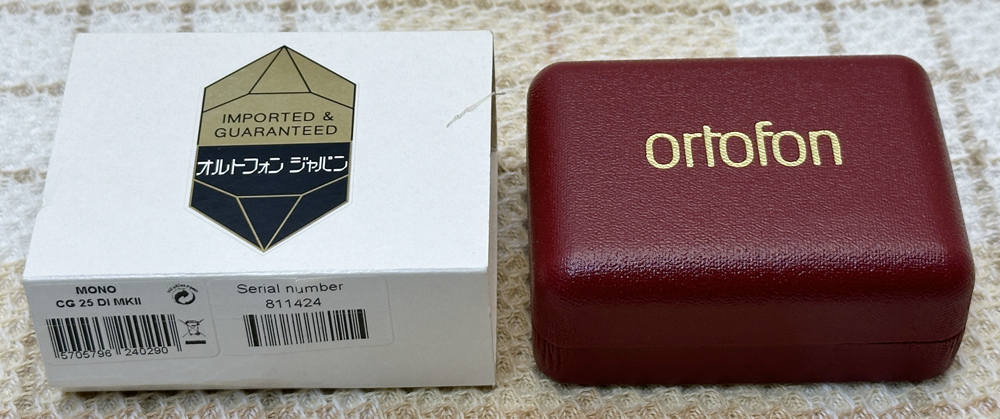 IMPORTED &
GUARANTEED
オルトフォン ジャパン
MONO
CG 25 DI MKII
5705796 240290
Serial number
811424
ortofon